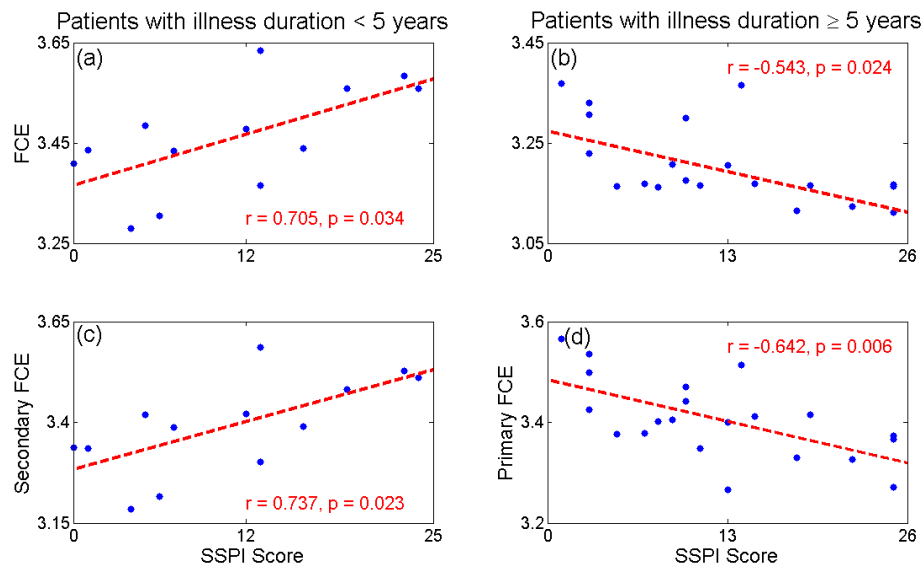 Patients with illness duration < 5 years
Patients with illness duration ≥ 5 years
(a)
3.65
3.45
3.25
FCE
0
12
25
r = 0.705, p = 0.034
(b)
3.45
3.25
3.05
0
13
26
r = -0.543, p = 0.024
(c)
3.65
3.4
3.15
Secondary FCE
0
12
25
SSPI Score
r = 0.737, p = 0.023
(d)
3.6
3.4
3.2
Primary FCE
0
13
26
SSPI Score
r = -0.642, p = 0.006